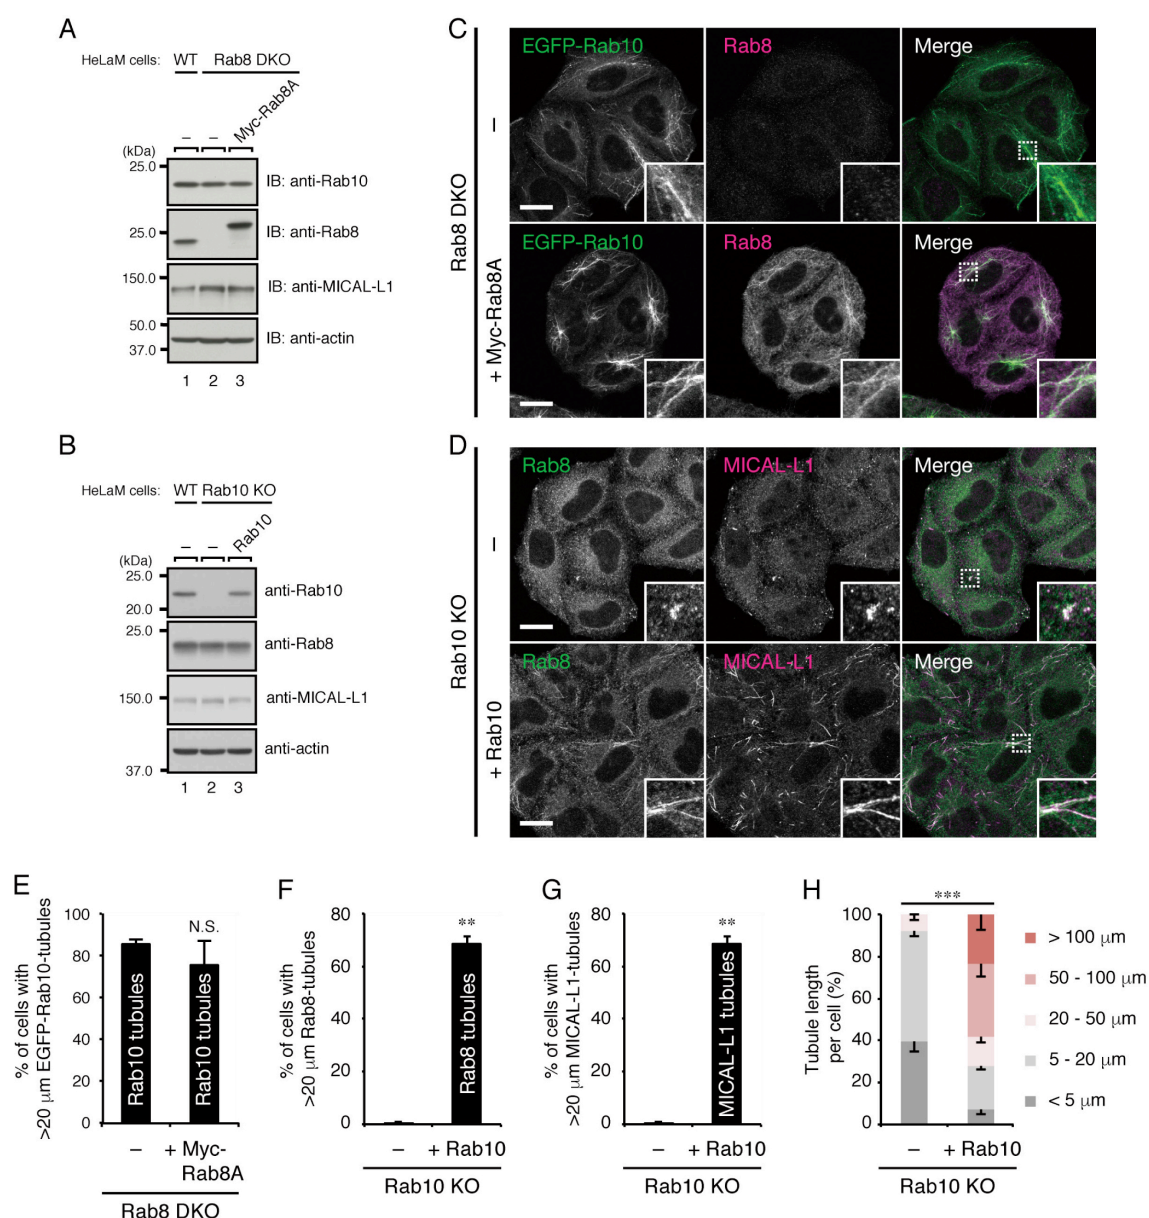 A
HeLaM cells: WT Rab8 DKO
– – Myc-Rab8A
(kDa)
25.0
IB: anti-Rab10
25.0
IB: anti-Rab8
150.0
IB: anti-MICAL-L1
50.0
37.0
IB: anti-actin
1 2 3
B
HeLaM cells: WT Rab10 KO
– – Rab10
(kDa)
25.0
20.0
anti-Rab10
25.0
anti-Rab8
150.0
anti-MICAL-L1
37.0
anti-actin
1 2 3
C
Rab8 DKO
–
EGFP-Rab10 Rab8 Merge
+ Myc-Rab8A
EGFP-Rab10 Rab8 Merge
D
Rab10 KO
–
Rab8 MICAL-L1 Merge
+ Rab10
Rab8 MICAL-L1 Merge
E
% of cells with
>20 μm EGFP-Rab10-tubules
100
80
60
40
20
0
N.S.
Rab10 tubules
Rab10 tubules
– + Myc-
Rab8A
Rab8 DKO
F
% of cells with
>20 μm Rab8-tubules
80
60
40
20
0
**
Rab8 tubules
– + Rab10
Rab10 KO
G
% of cells with
>20 μm MICAL-L1-tubules
80
60
40
20
0
**
MICAL-L1 tubules
– + Rab10
Rab10 KO
H
Tubule length
per cell (%)
100
80
60
40
20
0
***
– + Rab10
Rab10 KO
> 100 μm
50 - 100 μm
20 - 50 μm
5 - 20 μm
< 5 μm